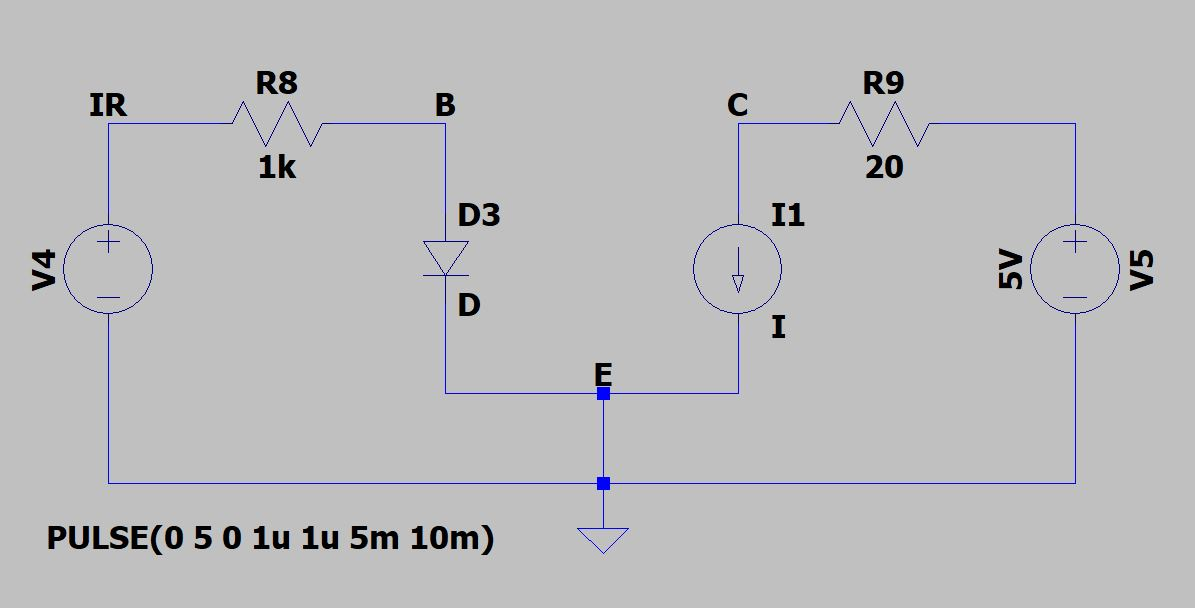 R8
R9
IR
B
C
1k
20
D3
I1
V4
5V
V5
D
I
E
PULSE(0 5 0 1u 1u 5m 10m)